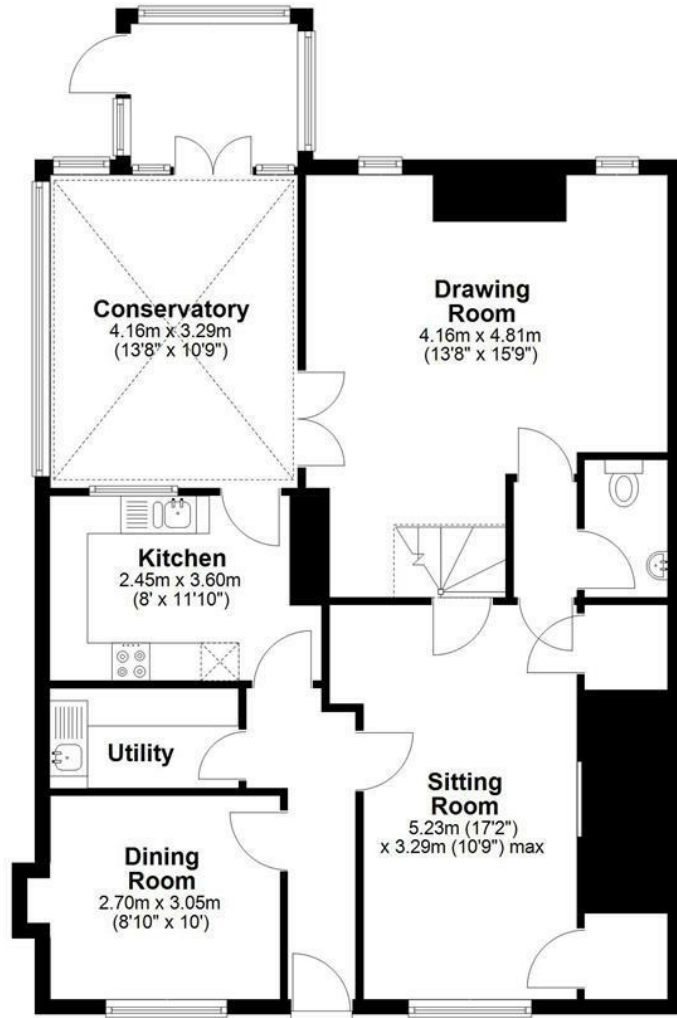 Conservatory
4.16m x 3.29m
(13'8" x 10'9")
Drawing
Room
4.16m x 4.81m
(13'8" x 15'9")
Kitchen
2.45m x 3.60m
(8' x 11'10")
Utility
Sitting
Room
5.23m (17'2")
x 3.29m (10'9") max
Dining
Room
2.70m x 3.05m
(8'10" x 10')